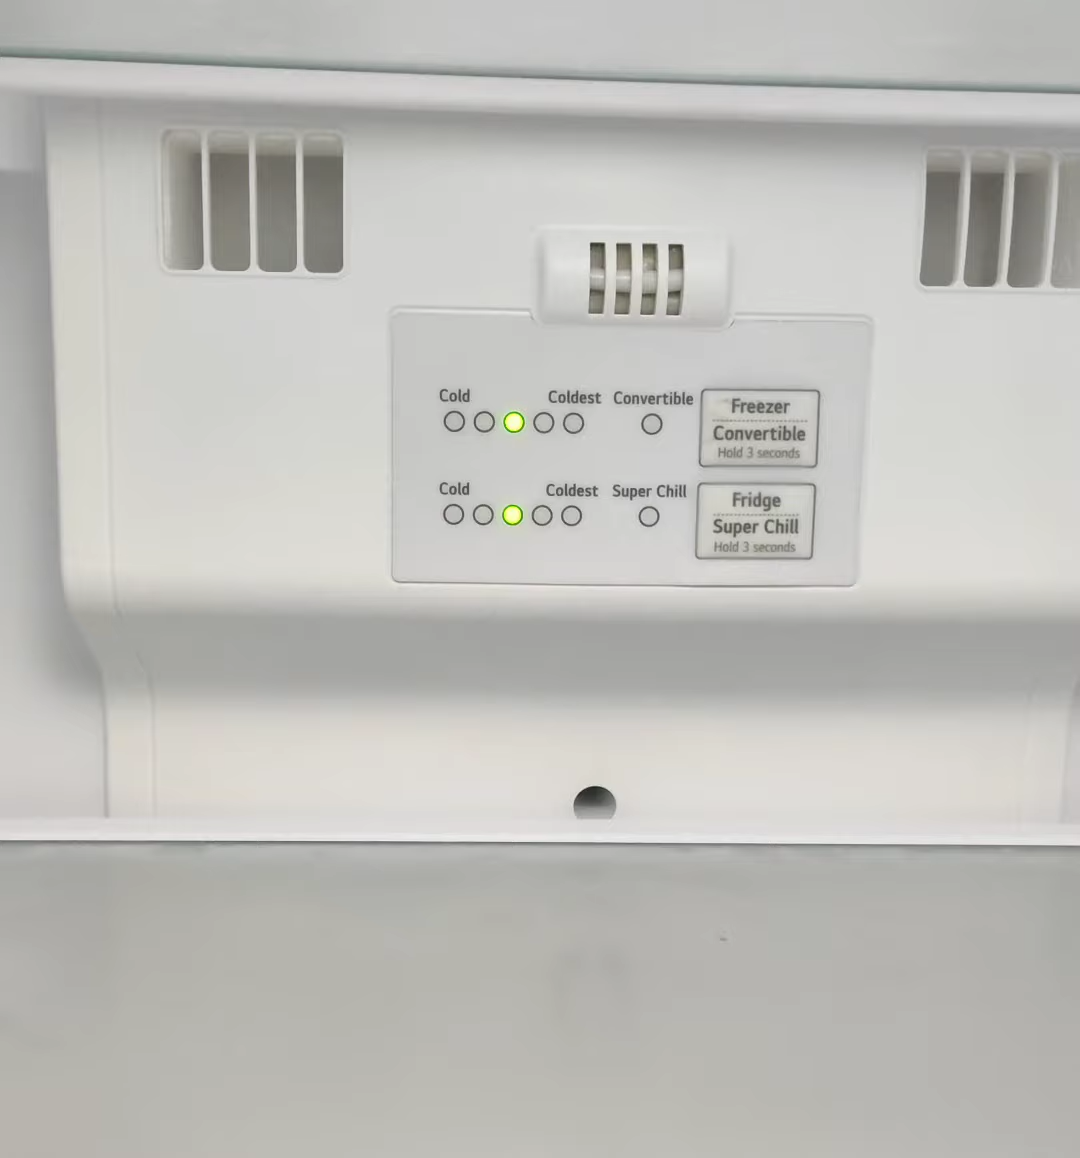 Cold Coldest Convertible
Freezer
Convertible
Hold 3 seconds
Cold Coldest Super Chill
Fridge
Super Chill
Hold 3 seconds